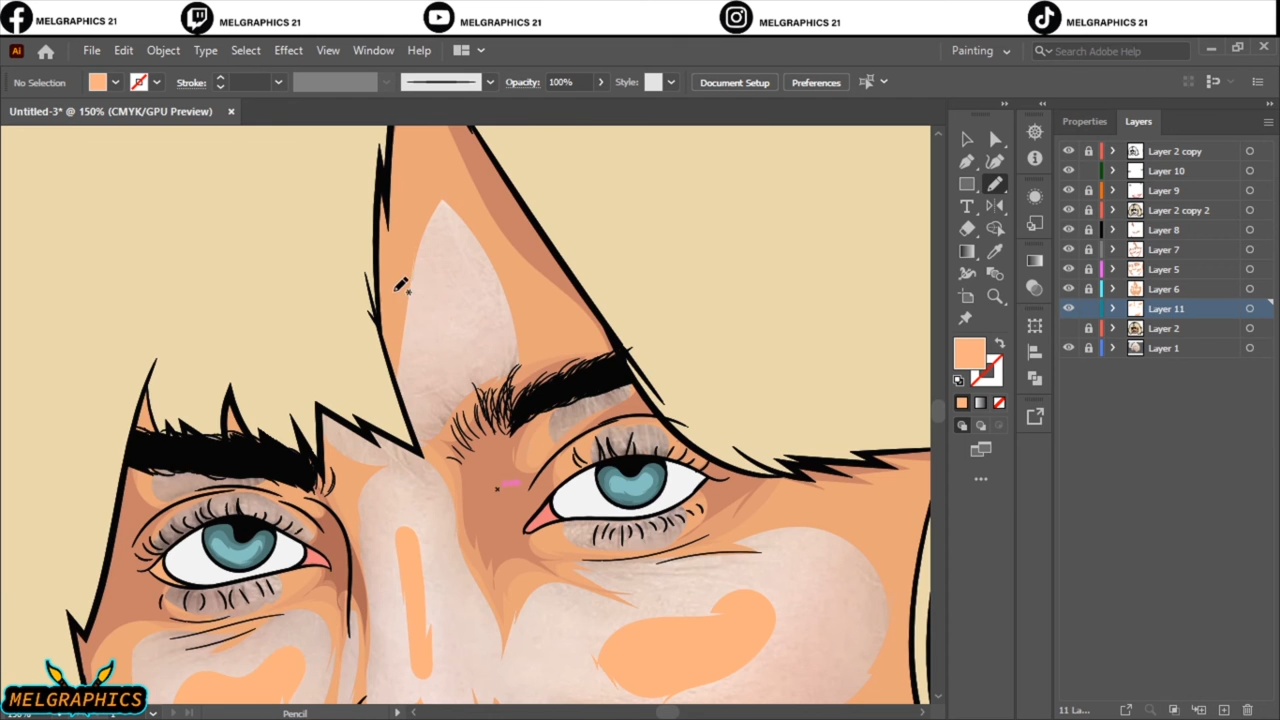 MELGRAPHICS 21 MELGRAPHICS 21 MELGRAPHICS 21 MELGRAPHICS 21 MELGRAPHICS 21
Ai File Edit Object Type Select Effect View Window Help Painting Search Adobe Help
No Selection Stroke: Opacity: 100% Style: Document Setup Preferences
Untitled-3* @ 150% (CMYK/GPU Preview)
Properties Layers
Layer 2 copy
Layer 10
Layer 9
Layer 2 copy 2
Layer 8
Layer 7
Layer 5
Layer 6
Layer 11
Layer 2
Layer 1
MELGRAPHICS
150% Pencil 11 La...